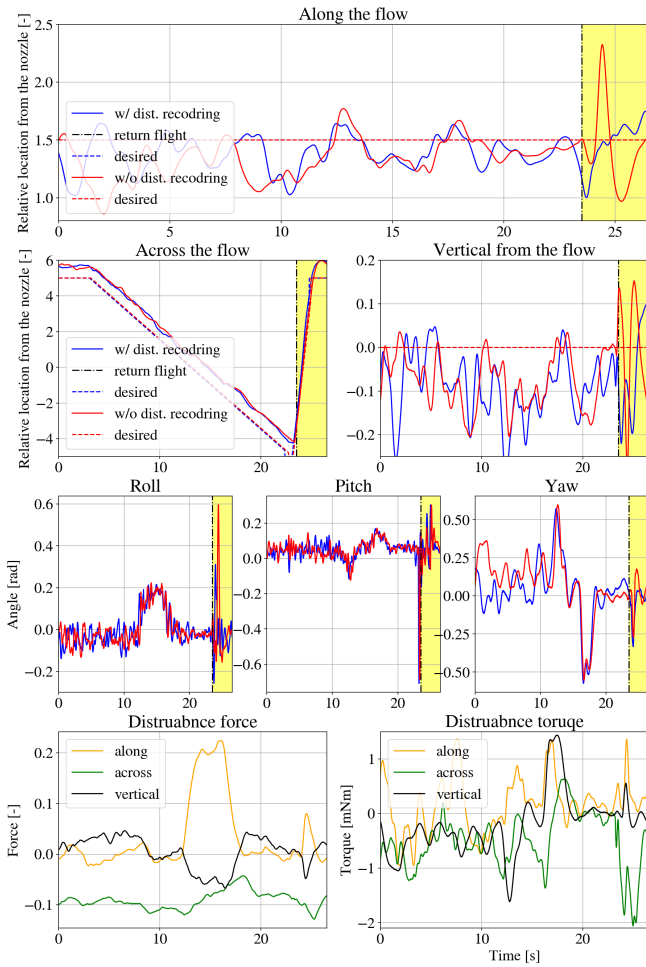 Along the flow
Relative location from the nozzle [-]
2.5
2.0
1.5
1.0
w/ dist. recodring
return flight
desired
w/o dist. recodring
desired
0 5 10 15 20 25
Across the flow
Relative location from the nozzle [-]
6
4
2
0
−2
−4
w/ dist. recodring
return flight
desired
w/o dist. recodring
desired
0 20
Vertical from the flow
0.2
0.1
0.0
−0.1
−0.2
0 10 20
Roll
Angle [rad]
0.6
0.4
0.2
0.0
−0.2
0 10 20
Pitch
0.2
0.0
−0.2
−0.4
−0.6
0 10 20
Yaw
0.50
0.25
0.00
−0.25
−0.50
0 10 20
Distruabnce force
Force [-]
0.2
0.1
0.0
−0.1
along
across
vertical
0 20
Distruabnce toruqe
Torque [mNm]
1
0
−1
−2
along
across
vertical
0 10 20
Time [s]